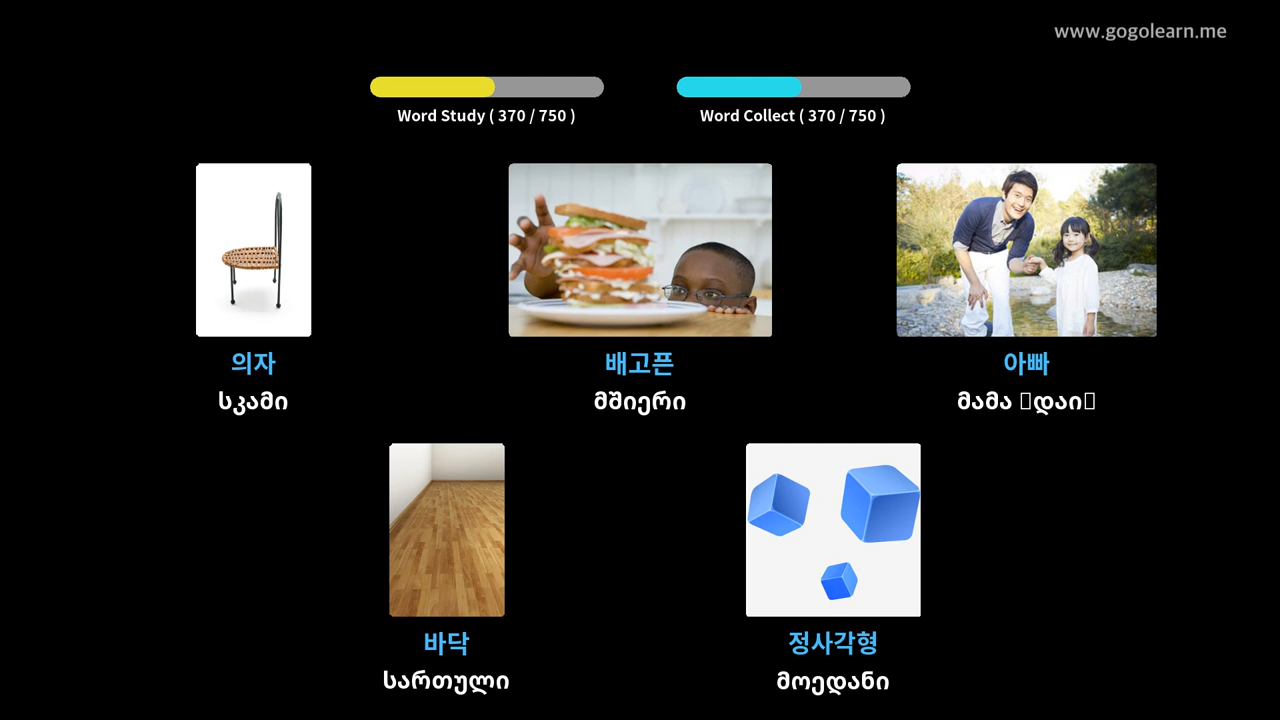 www.gogolearn.me
Word Study ( 370 / 750 )
Word Collect ( 370 / 750 )
의자
სკამი
배고픈
მშიერი
아빠
მამა დაი
바닥
სართული
정사각형
მოედანი